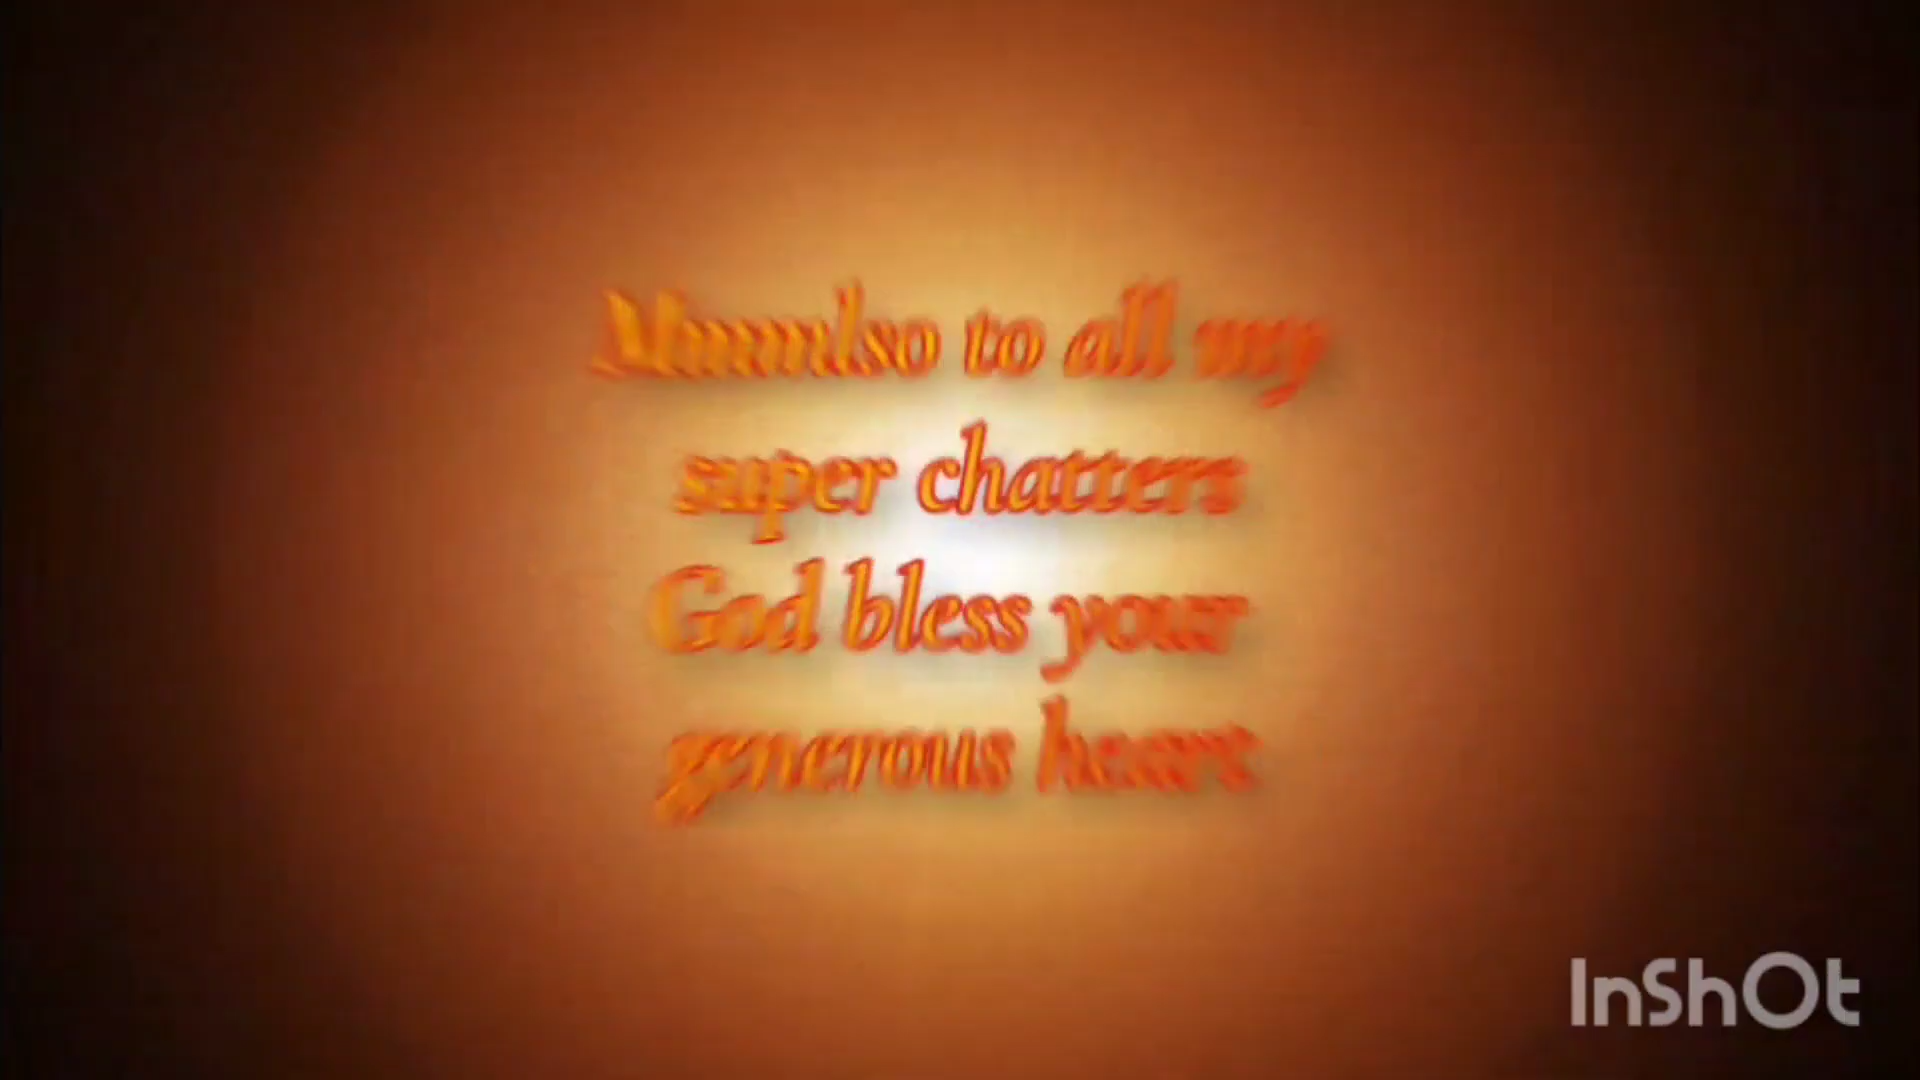 to all my
super chatters
God bless your
generous heart
InShOt